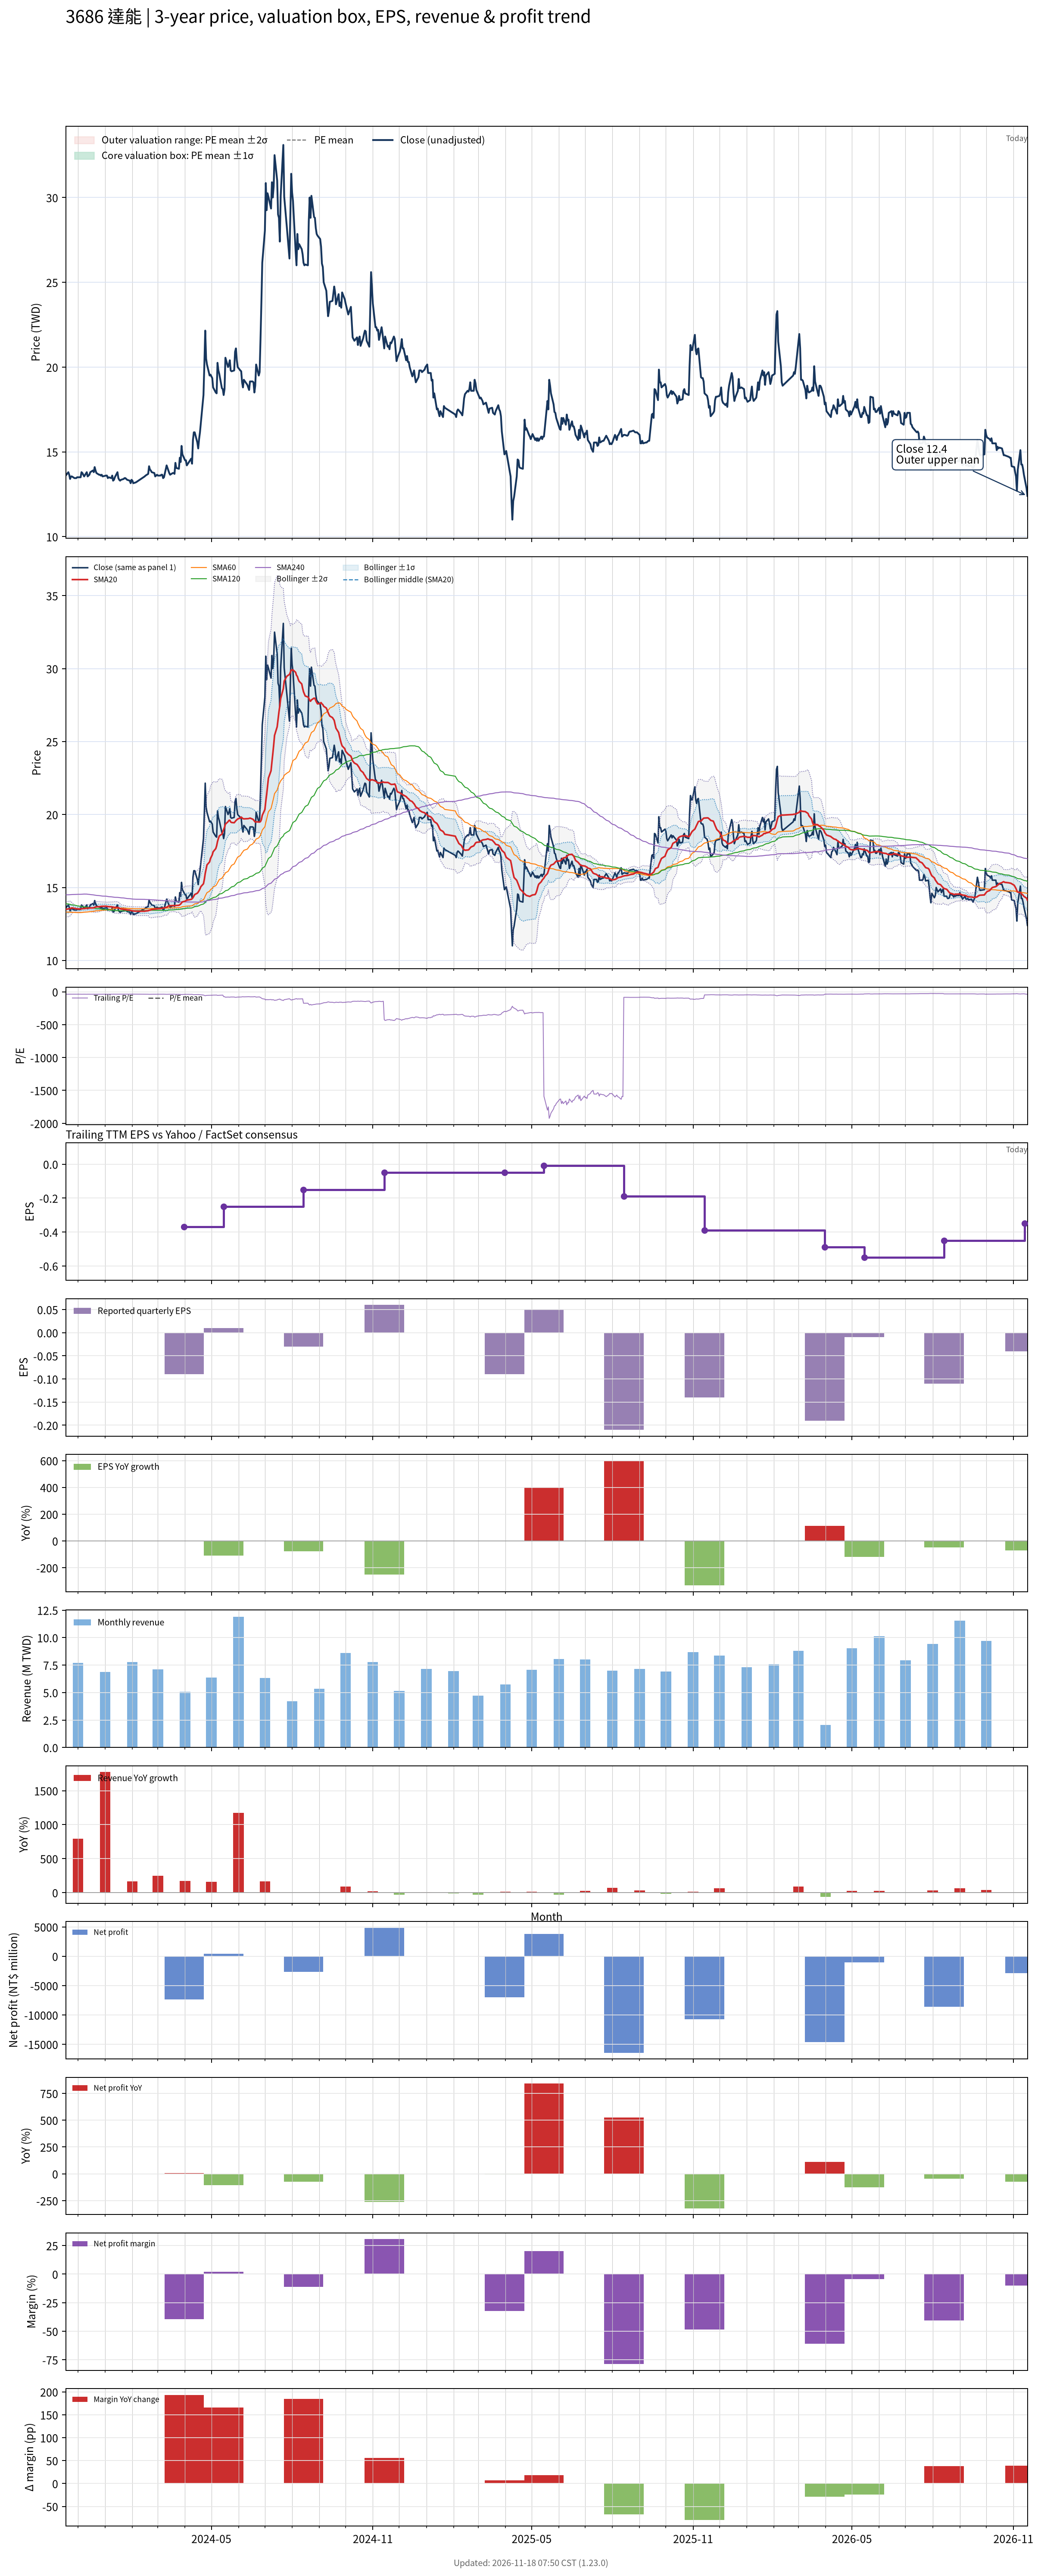 3686 達能 | 3-year price, valuation box, EPS, revenue & profit trend
Outer valuation range: PE mean ±2σ
PE mean
Close (unadjusted)
Core valuation box: PE mean ±1σ
Today
30
25
20
15
10
Price (TWD)
Close 12.4
Outer upper nan
Close (same as panel 1)
SMA20
SMA60
SMA120
SMA240
Bollinger ±2σ
Bollinger ±1σ
Bollinger middle (SMA20)
35
30
25
20
15
10
Price
Trailing P/E
P/E mean
0
-500
-1000
-1500
-2000
P/E
Trailing TTM EPS vs Yahoo / FactSet consensus
Today
0.0
-0.2
-0.4
-0.6
EPS
Reported quarterly EPS
0.05
0.00
-0.05
-0.10
-0.15
-0.20
EPS
EPS YoY growth
600
400
200
0
-200
YoY (%)
Monthly revenue
12.5
10.0
7.5
5.0
2.5
0.0
Revenue (M TWD)
Revenue YoY growth
1500
1000
500
0
YoY (%)
Month
Net profit
5000
0
-5000
-10000
-15000
Net profit (NT$ million)
Net profit YoY
750
500
250
0
-250
YoY (%)
Net profit margin
25
0
-25
-50
-75
Margin (%)
Margin YoY change
200
150
100
50
0
-50
Δ margin (pp)
2024-05
2024-11
2025-05
2025-11
2026-05
2026-11
Updated: 2026-11-18 07:50 CST (1.23.0)